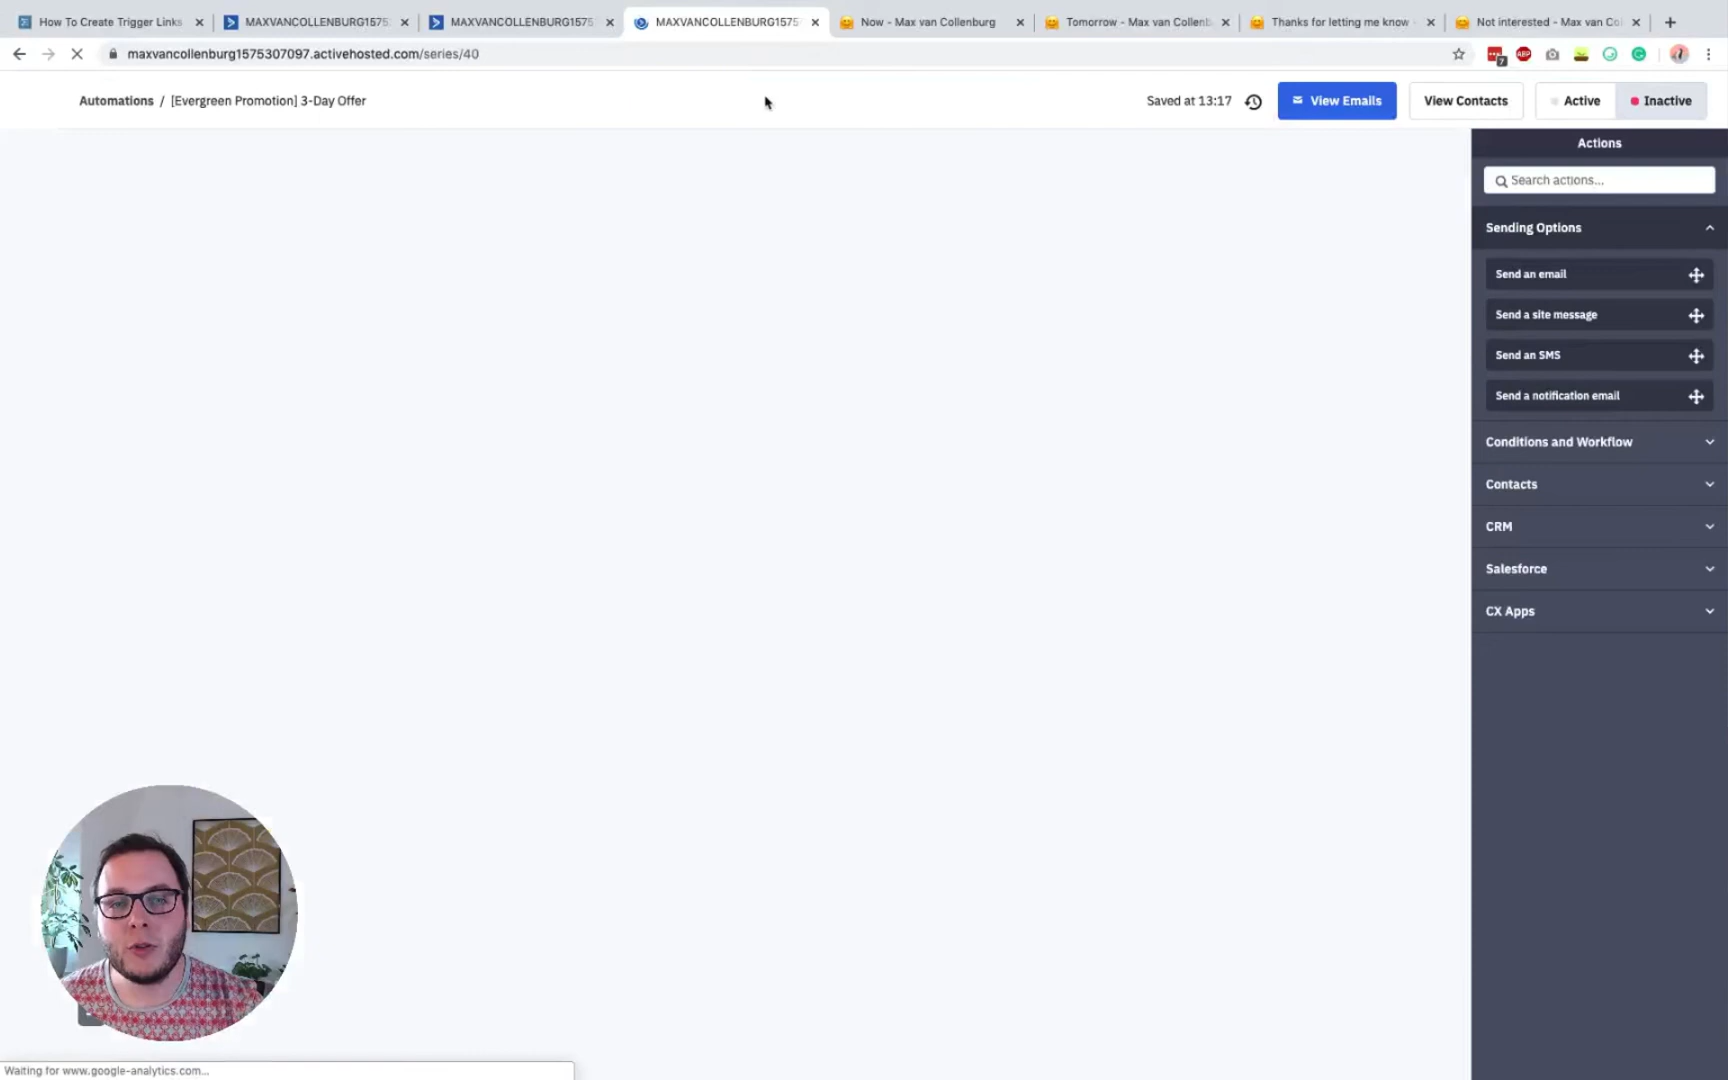 How To Create Trigger Links
MAXVANCOLLENBURG1575
MAXVANCOLLENBURG1575
MAXVANCOLLENBURG1575
Now - Max van Collenburg
Tomorrow - Max van Collenb
Thanks for letting me know -
Not interested - Max van Co
maxvancollenburg1575307097.activehosted.com/series/40
7
ABP
Automations / [Evergreen Promotion] 3-Day Offer
Saved at 13:17
View Emails
View Contacts
Active
Inactive
Actions
Search actions...
Sending Options
Send an email
Send a site message
Send an SMS
Send a notification email
Conditions and Workflow
Contacts
CRM
Salesforce
CX Apps
Waiting for www.google-analytics.com...